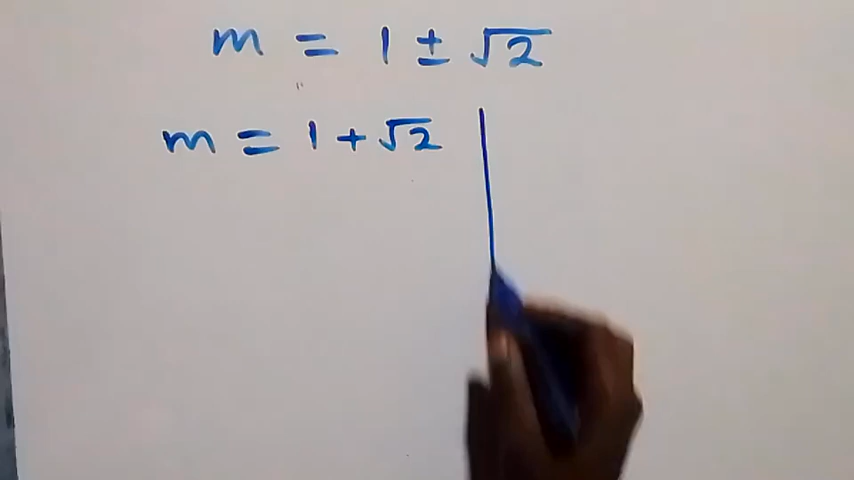 m = 1 ± √2
m = 1 + √2